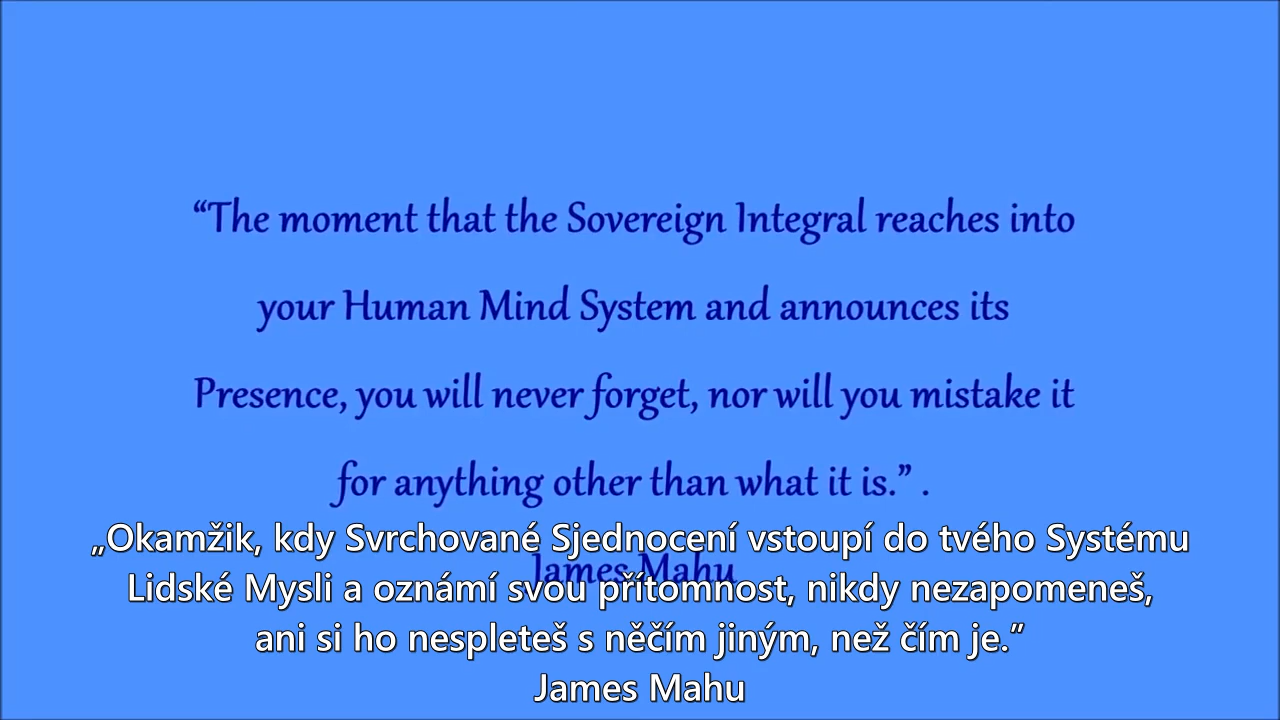 “The moment that the Sovereign Integral reaches into
your Human Mind System and announces its
Presence, you will never forget, nor will you mistake it
for anything other than what it is.” .
James Mahu
„Okamžik, kdy Svrchované Sjednocení vstoupí do tvého Systému
Lidské Mysli a oznámí svou přítomnost, nikdy nezapomeneš,
ani si ho nespleteš s něčím jiným, než čím je.”
James Mahu